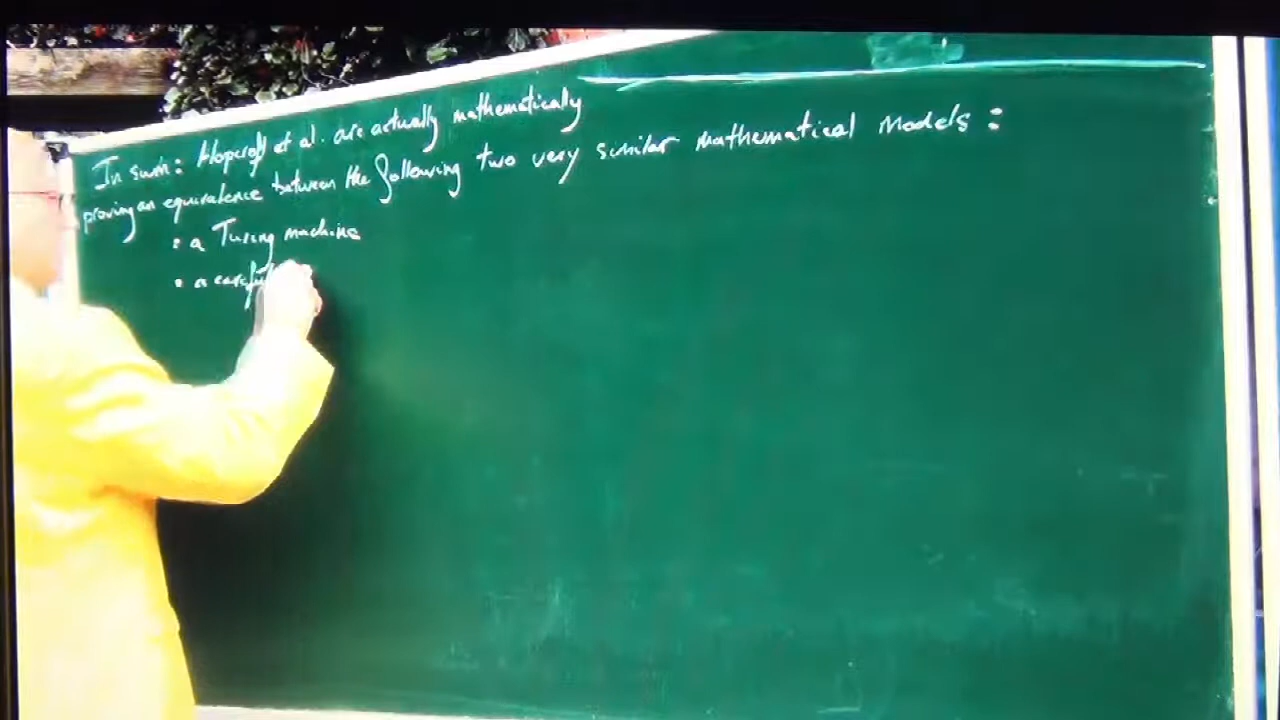 In sum: Hopcroft et al. are actually mathematically
proving an equivalence between the following two very similar mathematical models:
• a Turing machine
• a careful